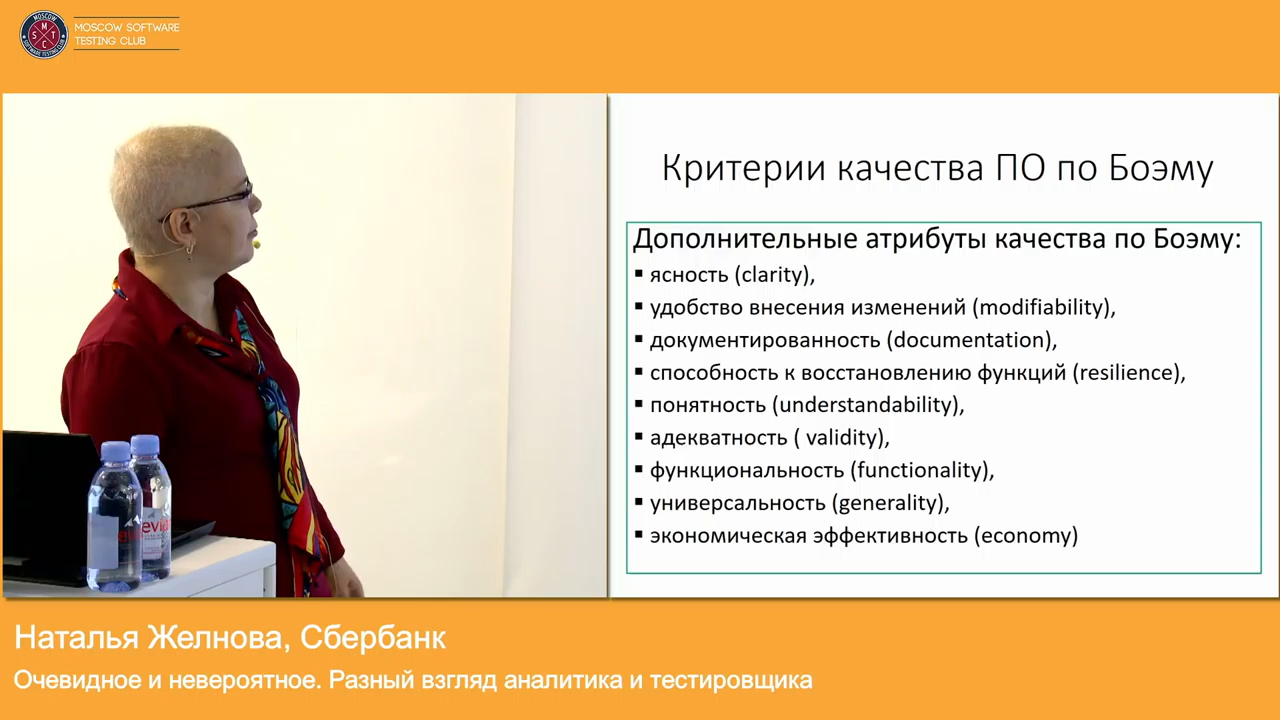 MOSCOW SOFTWARE
TESTING CLUB
Критерии качества ПО по Боэму
Дополнительные атрибуты качества по Боэму:
▪ ясность (clarity),
▪ удобство внесения изменений (modifiability),
▪ документированность (documentation),
▪ способность к восстановлению функций (resilience),
▪ понятность (understandability),
▪ адекватность ( validity),
▪ функциональность (functionality),
▪ универсальность (generality),
▪ экономическая эффективность (economy)
evian
Наталья Желнова, Сбербанк
Очевидное и невероятное. Разный взгляд аналитика и тестировщика